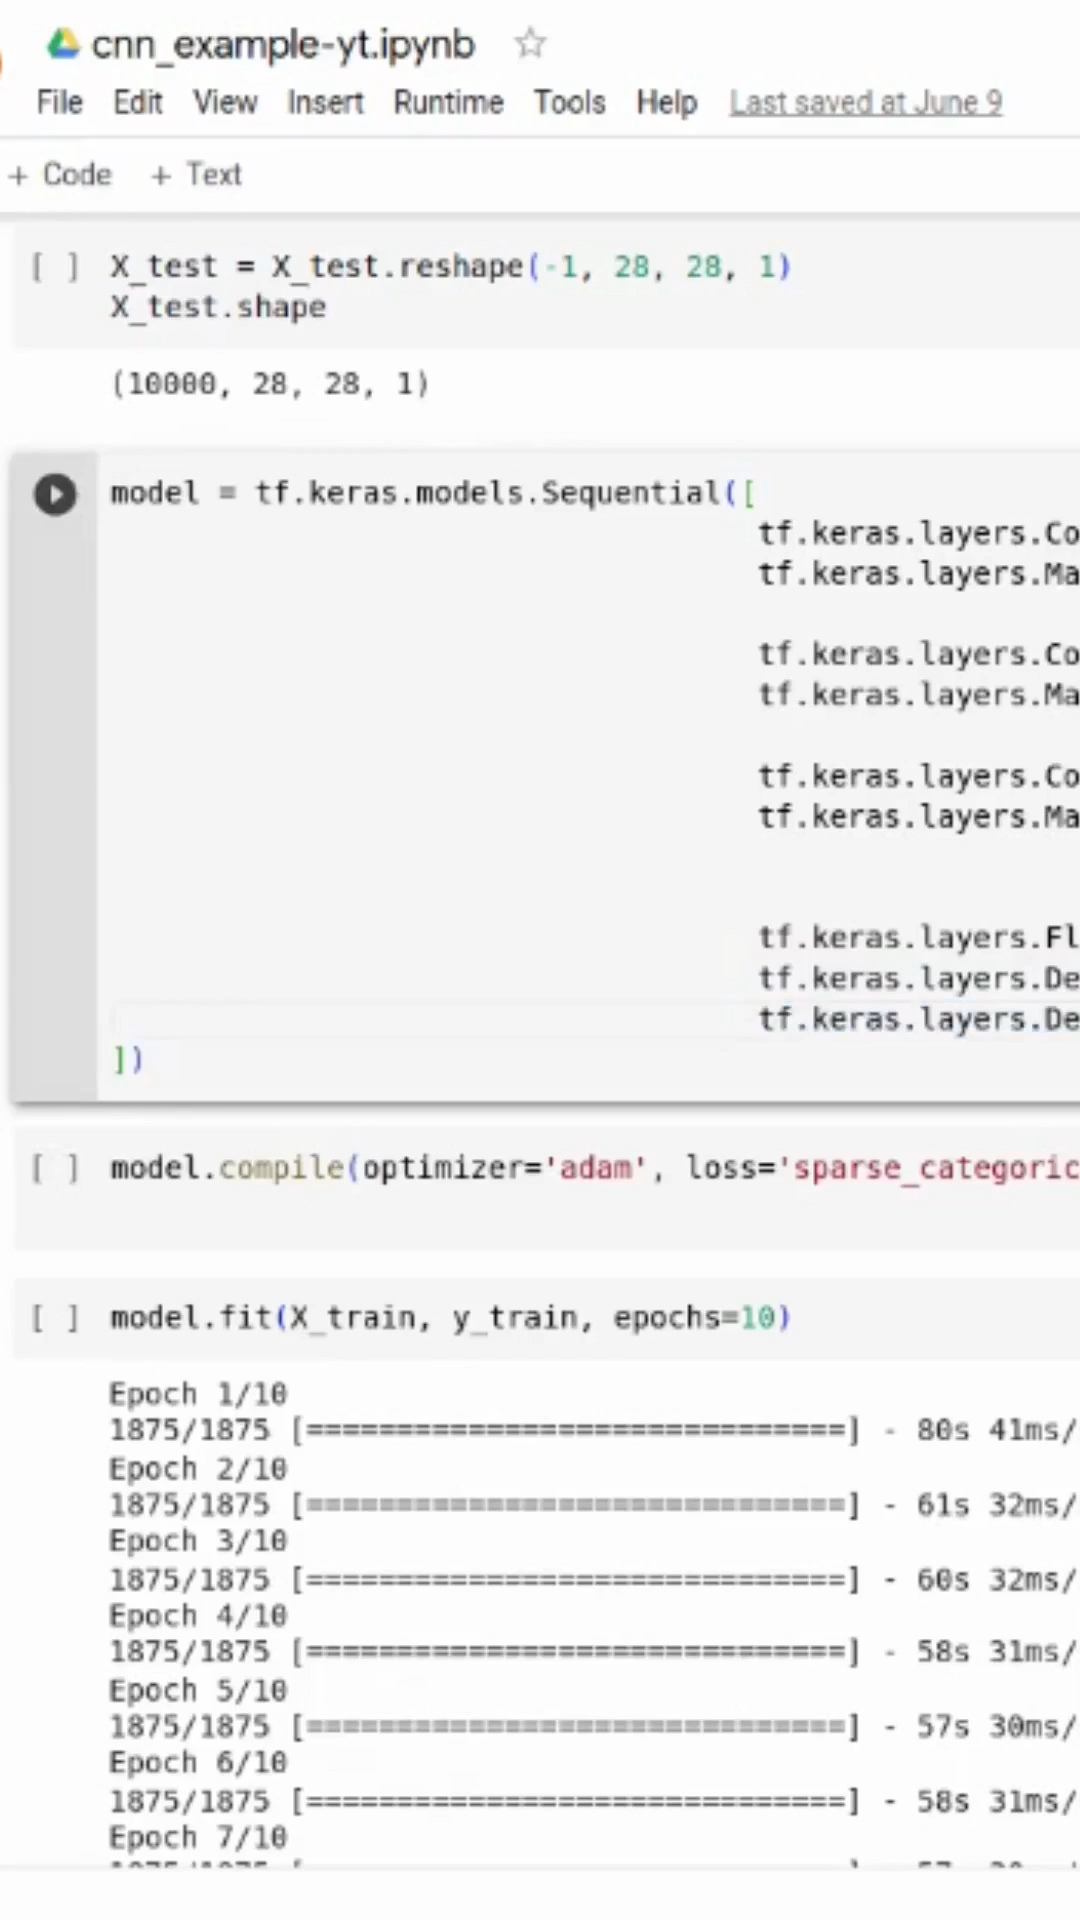 cnn_example-yt.ipynb
File Edit View Insert Runtime Tools Help Last saved at June 9
+ Code + Text
[ ] X_test = X_test.reshape(-1, 28, 28, 1)
X_test.shape
(10000, 28, 28, 1)
model = tf.keras.models.Sequential([
tf.keras.layers.Co
tf.keras.layers.Ma
tf.keras.layers.Co
tf.keras.layers.Ma
tf.keras.layers.Co
tf.keras.layers.Ma
tf.keras.layers.Fl
tf.keras.layers.De
tf.keras.layers.De
])
[ ] model.compile(optimizer='adam', loss='sparse_categoric
[ ] model.fit(X_train, y_train, epochs=10)
Epoch 1/10
1875/1875 [==============================] - 80s 41ms/
Epoch 2/10
1875/1875 [==============================] - 61s 32ms/
Epoch 3/10
1875/1875 [==============================] - 60s 32ms/
Epoch 4/10
1875/1875 [==============================] - 58s 31ms/
Epoch 5/10
1875/1875 [==============================] - 57s 30ms/
Epoch 6/10
1875/1875 [==============================] - 58s 31ms/
Epoch 7/10